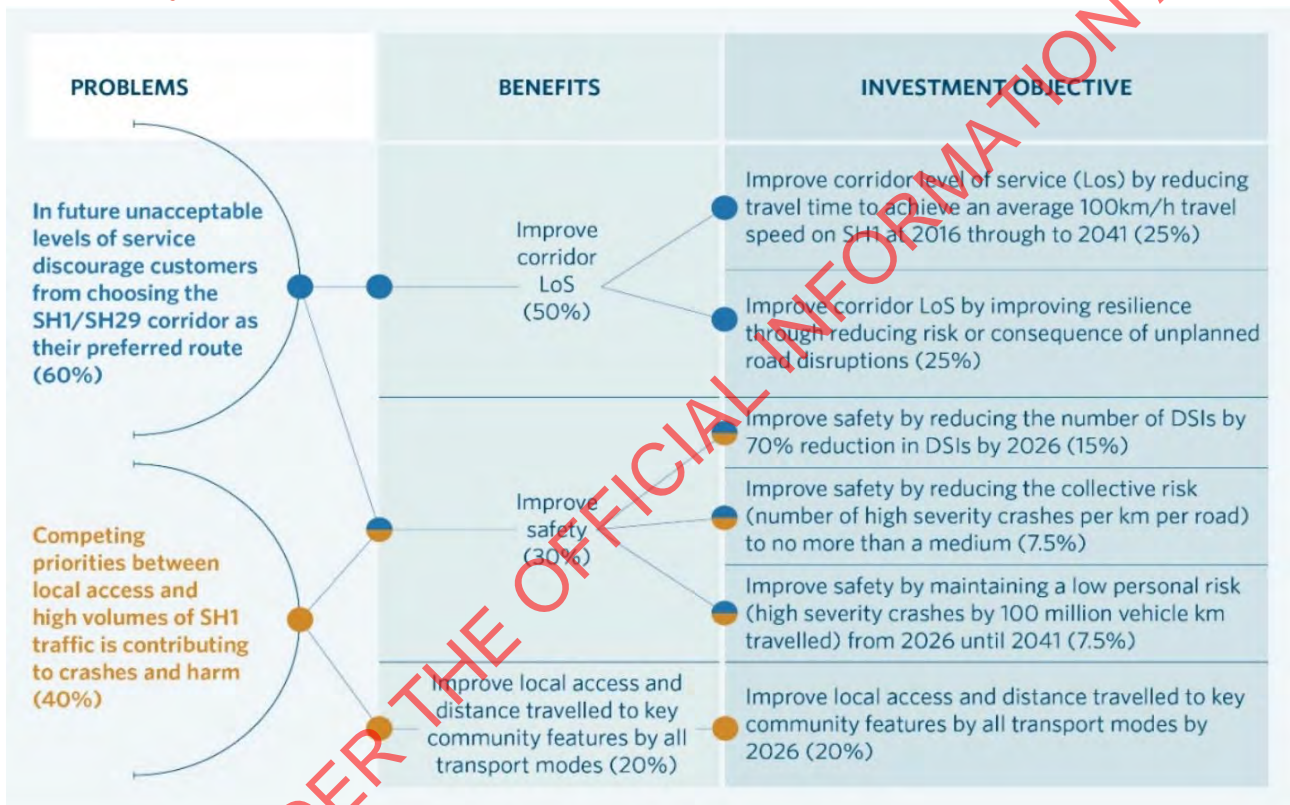 PROBLEMS
BENEFITS
INVESTMENT OBJECTIVE
In future unacceptable
levels of service
discourage customers
from choosing the
SH1/SH29 corridor as
their preferred route
(60%)
Competing
priorities between
local access and
high volumes of SH1
traffic is contributing
to crashes and harm
(40%)
Improve
corridor
LoS
(50%)
Improve
safety
(30%)
Improve local access and
distance travelled to key
community features by all
transport modes (20%)
Improve corridor level of service (Los) by reducing
travel time to achieve an average 100km/h travel
speed on SH1 at 2016 through to 2041 (25%)
Improve corridor LoS by improving resilience
through reducing risk or consequence of unplanned
road disruptions (25%)
Improve safety by reducing the number of DSIs by
70% reduction in DSIs by 2026 (15%)
Improve safety by reducing the collective risk
(number of high severity crashes per km per road)
to no more than a medium (7.5%)
Improve safety by maintaining a low personal risk
(high severity crashes by 100 million vehicle km
travelled) from 2026 until 2041 (7.5%)
Improve local access and distance travelled to key
community features by all transport modes by
2026 (20%)
THE OFFICIAL INFORMATION